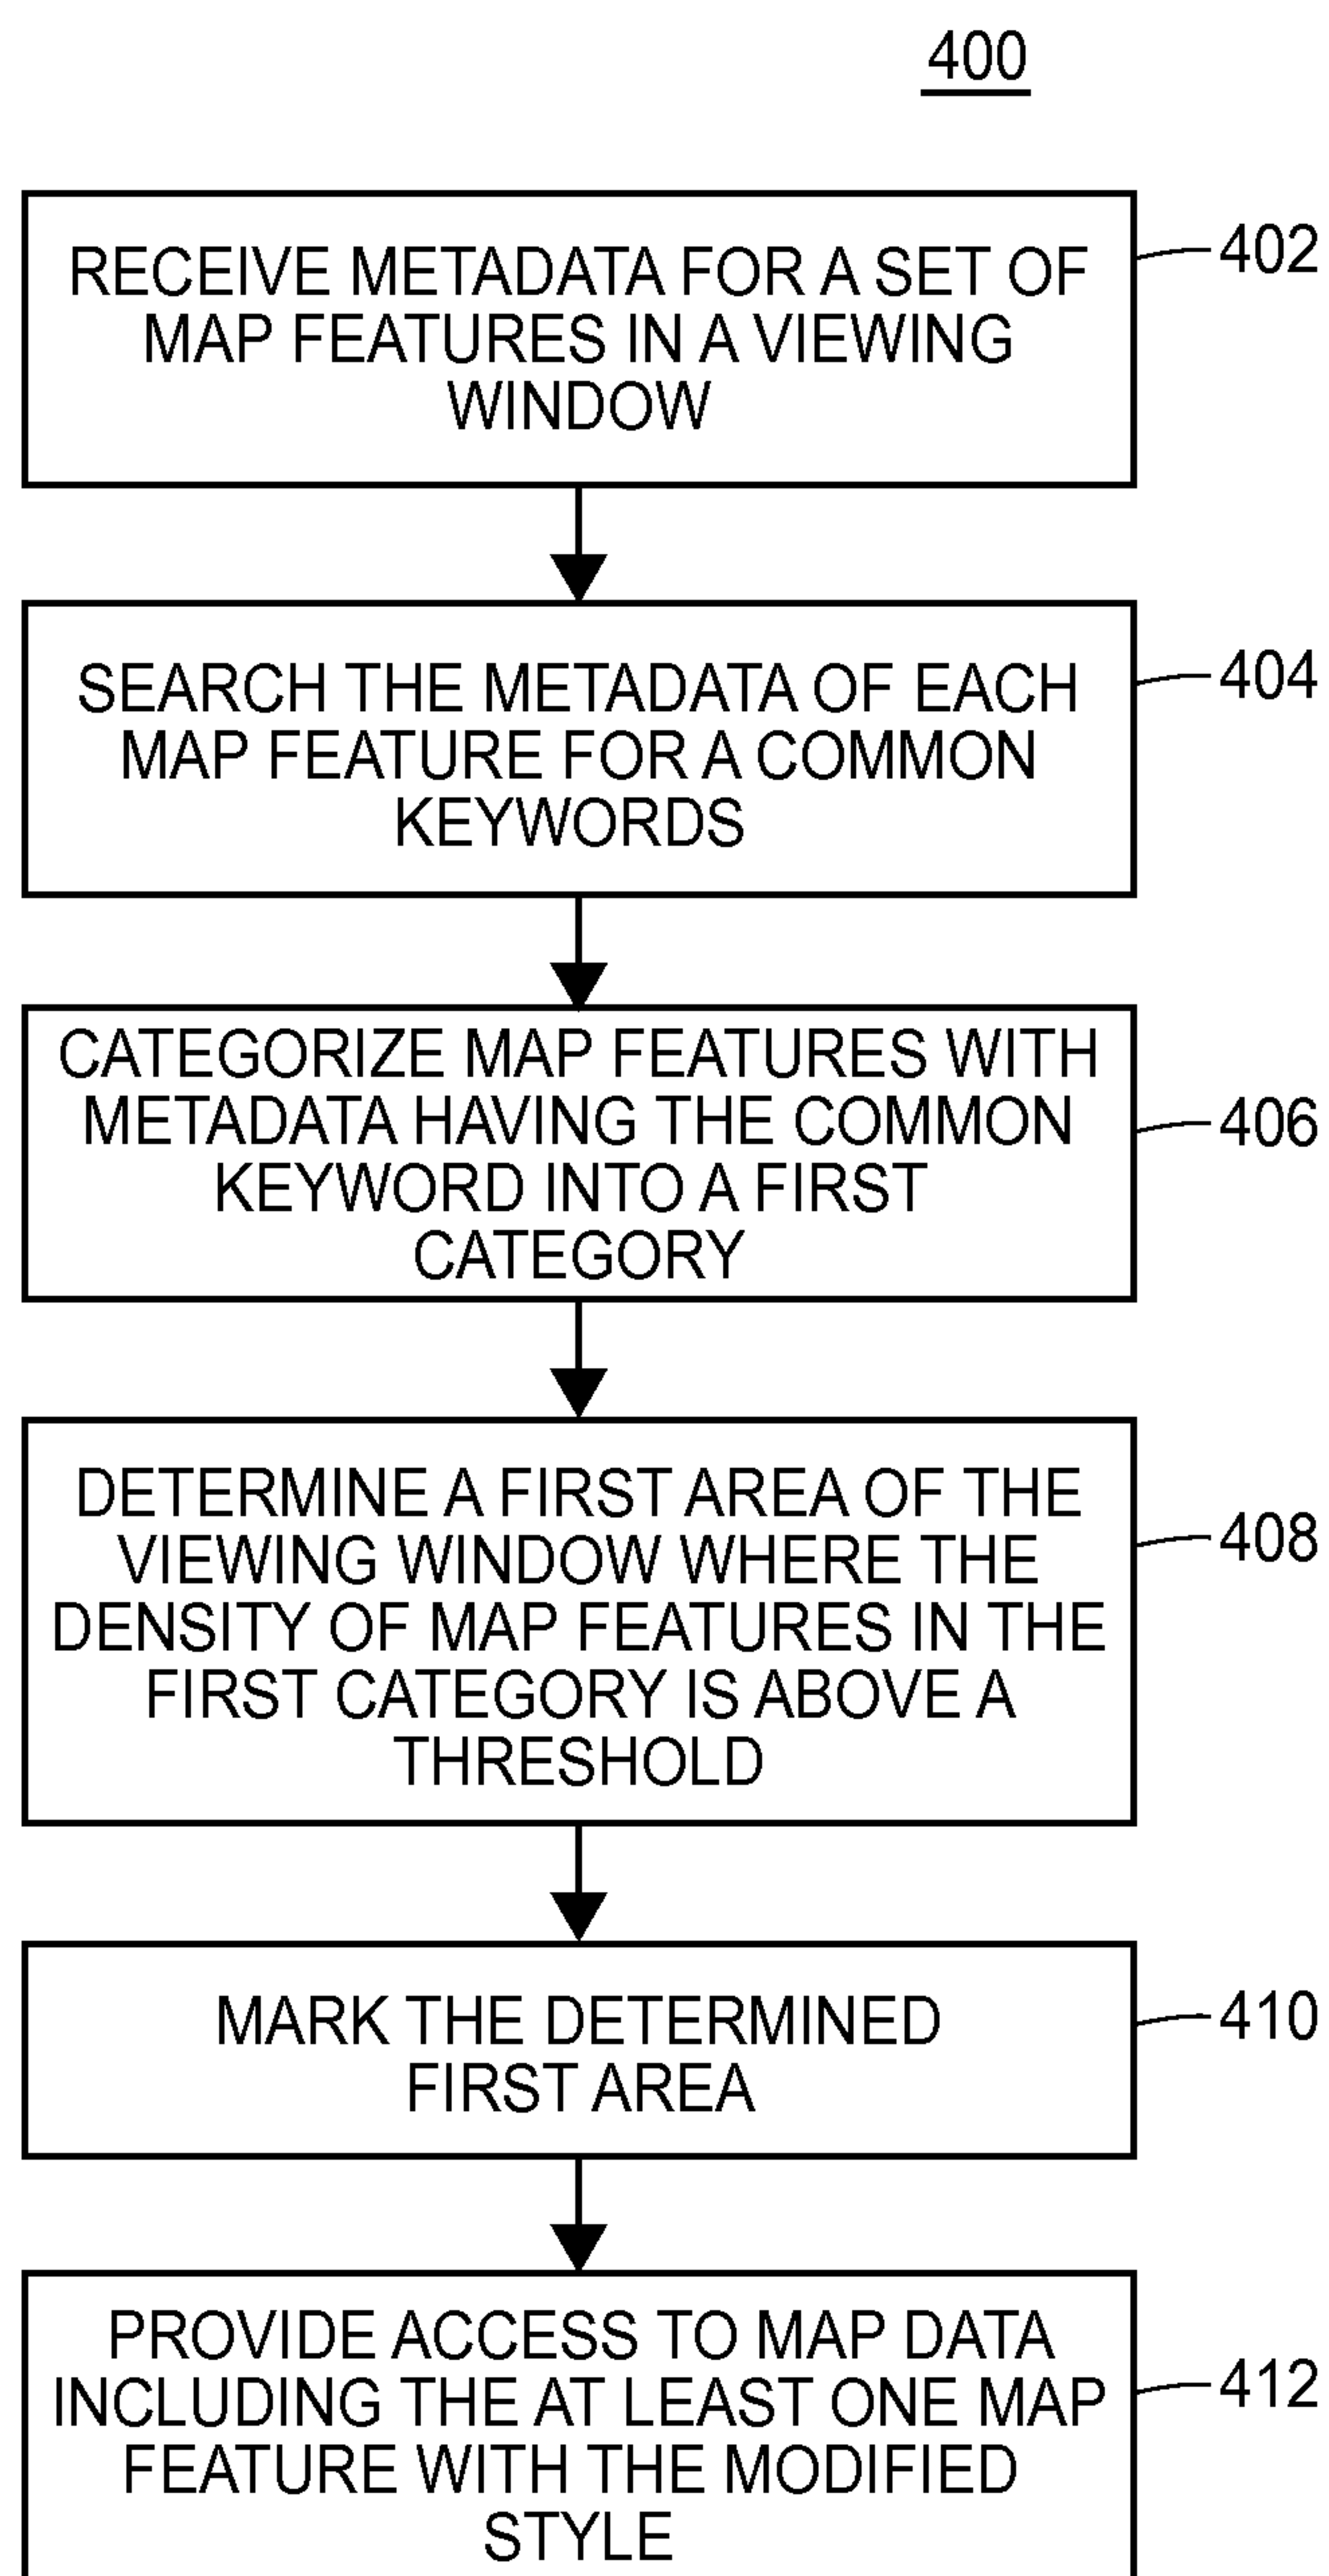 400
RECEIVE METADATA FOR A SET OF
MAP FEATURES IN A VIEWING
WINDOW
402
SEARCH THE METADATA OF EACH
MAP FEATURE FOR A COMMON
KEYWORDS
404
CATEGORIZE MAP FEATURES WITH
METADATA HAVING THE COMMON
KEYWORD INTO A FIRST
CATEGORY
406
DETERMINE A FIRST AREA OF THE
VIEWING WINDOW WHERE THE
DENSITY OF MAP FEATURES IN THE
FIRST CATEGORY IS ABOVE A
THRESHOLD
408
MARK THE DETERMINED
FIRST AREA
410
PROVIDE ACCESS TO MAP DATA
INCLUDING THE AT LEAST ONE MAP
FEATURE WITH THE MODIFIED
STYLE
412